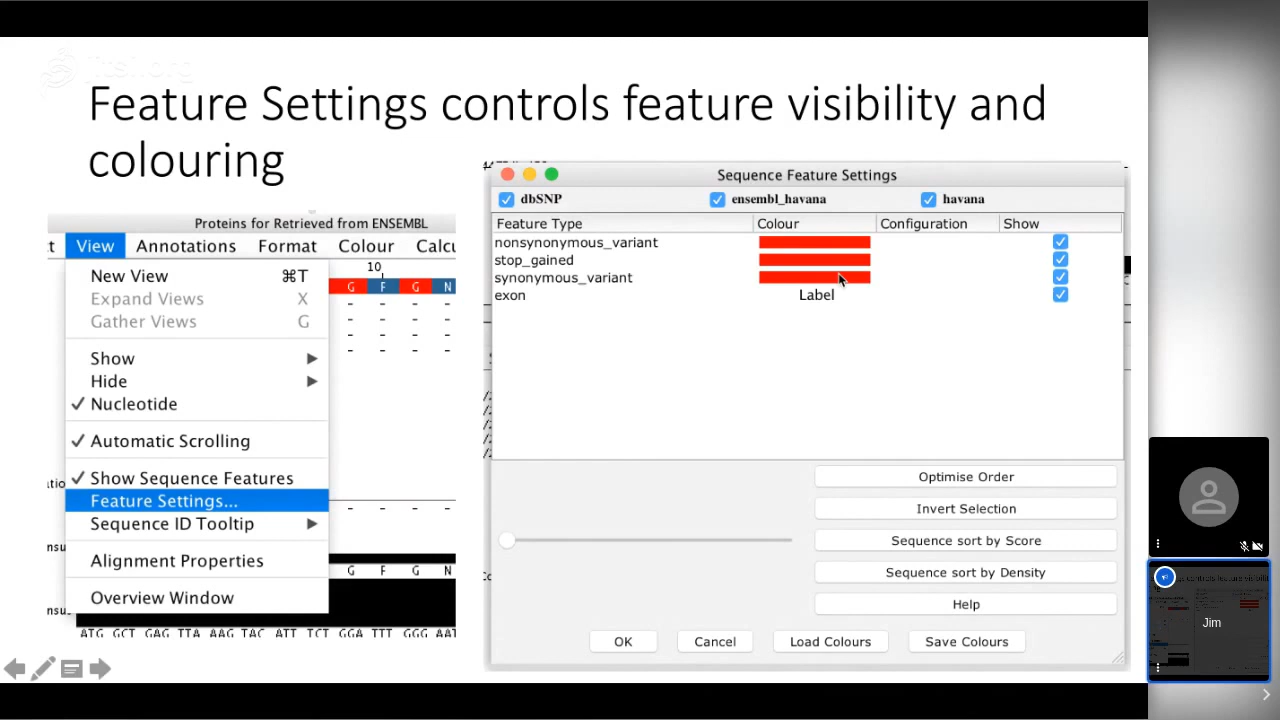 Feature Settings controls feature visibility and
colouring
Proteins for Retrieved from ENSEMBL
View Annotations Format Colour
10
New View ⌘T
Expand Views X
Gather Views G
Show
Hide
✓ Nucleotide
✓ Automatic Scrolling
✓ Show Sequence Features
Feature Settings...
Sequence ID Tooltip
Alignment Properties
Overview Window
G F G N
- - - -
- - - -
- - - -
- - - -
G F G N
ATG GCT GAG TTA AAG TAC ATT TCT GGA TTT GGG AAT
Sequence Feature Settings
dbSNP ensembl_havana havana
Feature Type Colour Configuration Show
nonsynonymous_variant
stop_gained
synonymous_variant
exon Label
Optimise Order
Invert Selection
Sequence sort by Score
Sequence sort by Density
Help
OK Cancel Load Colours Save Colours
Jim